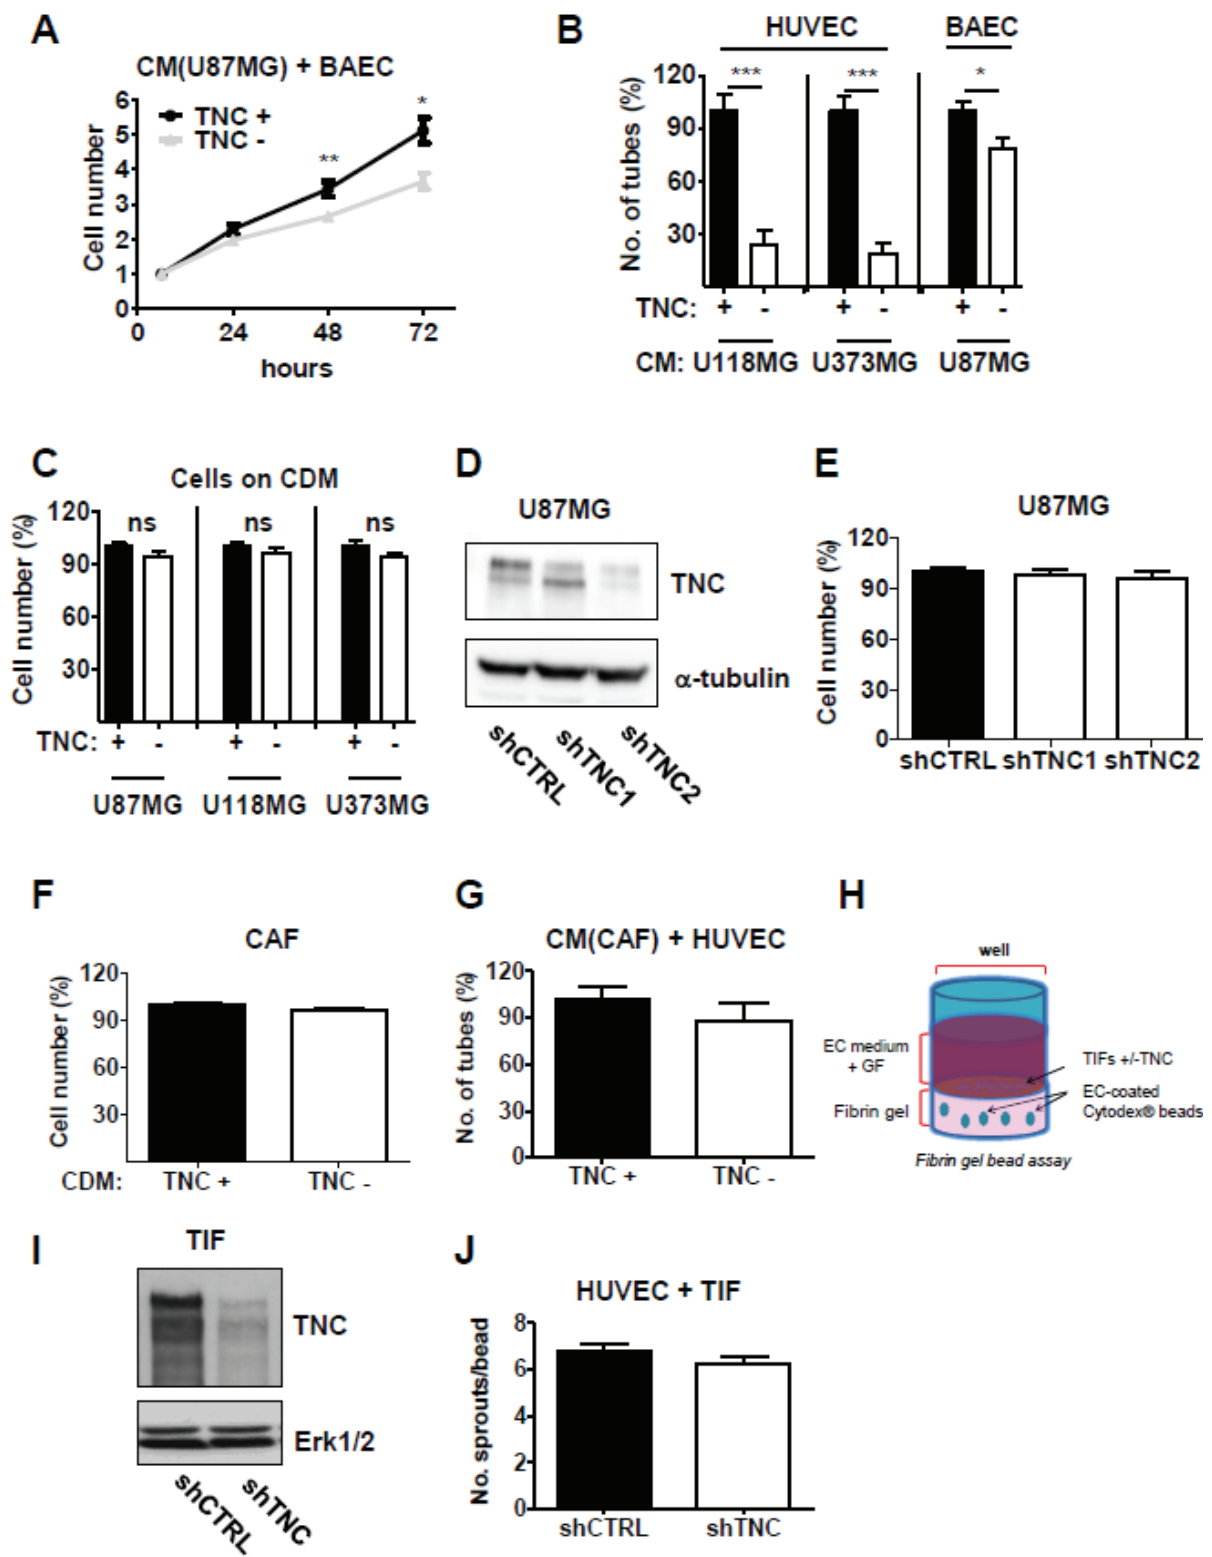 A
CM(U87MG) + BAEC
Cell number
6
5
4
3
2
1
0
TNC +
TNC -
**
*
0 24 48 72
hours
B
HUVEC BAEC
No. of tubes (%)
120
90
60
30
*** *** *
TNC: + - + - + -
CM: U118MG U373MG U87MG
C
Cells on CDM
Cell number (%)
120
90
60
30
ns ns ns
TNC: + - + - + -
U87MG U118MG U373MG
D
U87MG
TNC
α-tubulin
shCTRL shTNC1 shTNC2
E
U87MG
Cell number (%)
120
90
60
30
0
shCTRL shTNC1 shTNC2
F
CAF
Cell number (%)
120
90
60
30
CDM: TNC + TNC -
G
CM(CAF) + HUVEC
No. of tubes (%)
120
90
60
30
0
TNC + TNC -
H
well
EC medium
+ GF
Fibrin gel
TIFs +/-TNC
EC-coated
Cytodex® beads
Fibrin gel bead assay
I
TIF
TNC
Erk1/2
shCTRL shTNC
J
HUVEC + TIF
No. sprouts/bead
8
6
4
2
0
shCTRL shTNC